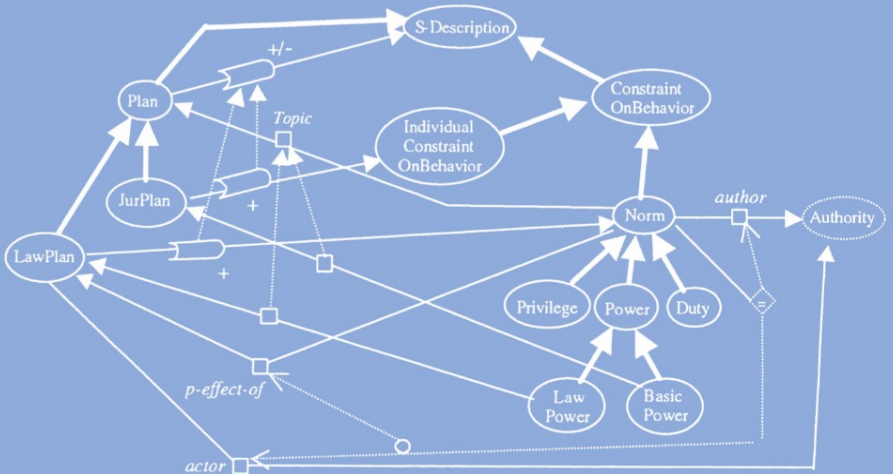 S-Description
+/-
Plan
Constraint
OnBehavior
Topic
Individual
Constraint
OnBehavior
JurPlan
+
author
Norm
Authority
LawPlan
+
=
Privilege
Power
Duty
p-effect-of
Law
Power
Basic
Power
actor